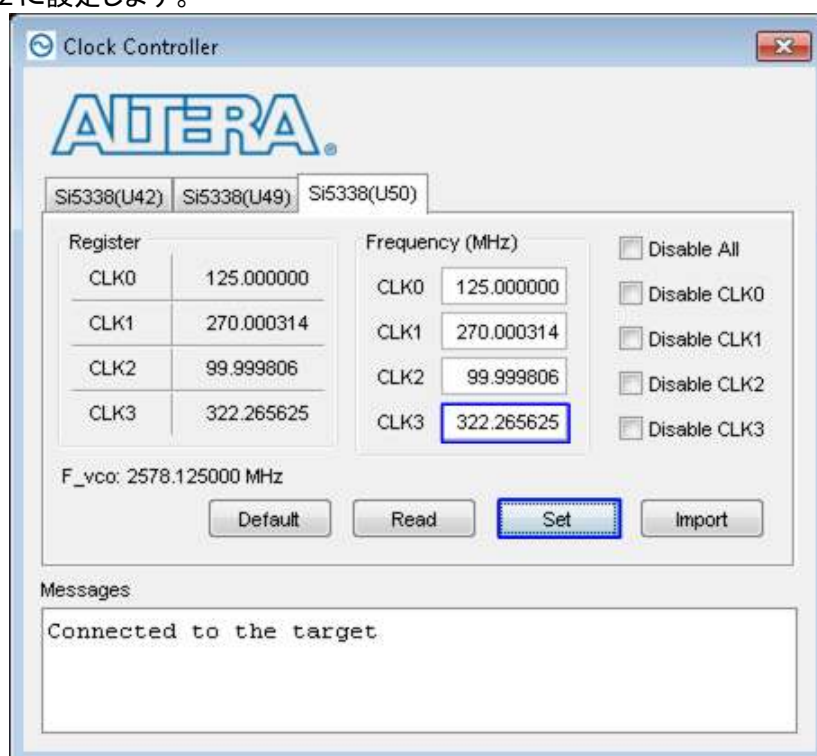 zに設定します。
Clock Controller
ALTERA®
Si5338(U42) Si5338(U49) Si5338(U50)
Register Frequency (MHz) Disable All
CLK0 125.000000 CLK0 125.000000 Disable CLK0
CLK1 270.000314 CLK1 270.000314 Disable CLK1
CLK2 99.999806 CLK2 99.999806 Disable CLK2
CLK3 322.265625 CLK3 322.265625 Disable CLK3
F_vco: 2578.125000 MHz
Default Read Set Import
Messages
Connected to the target